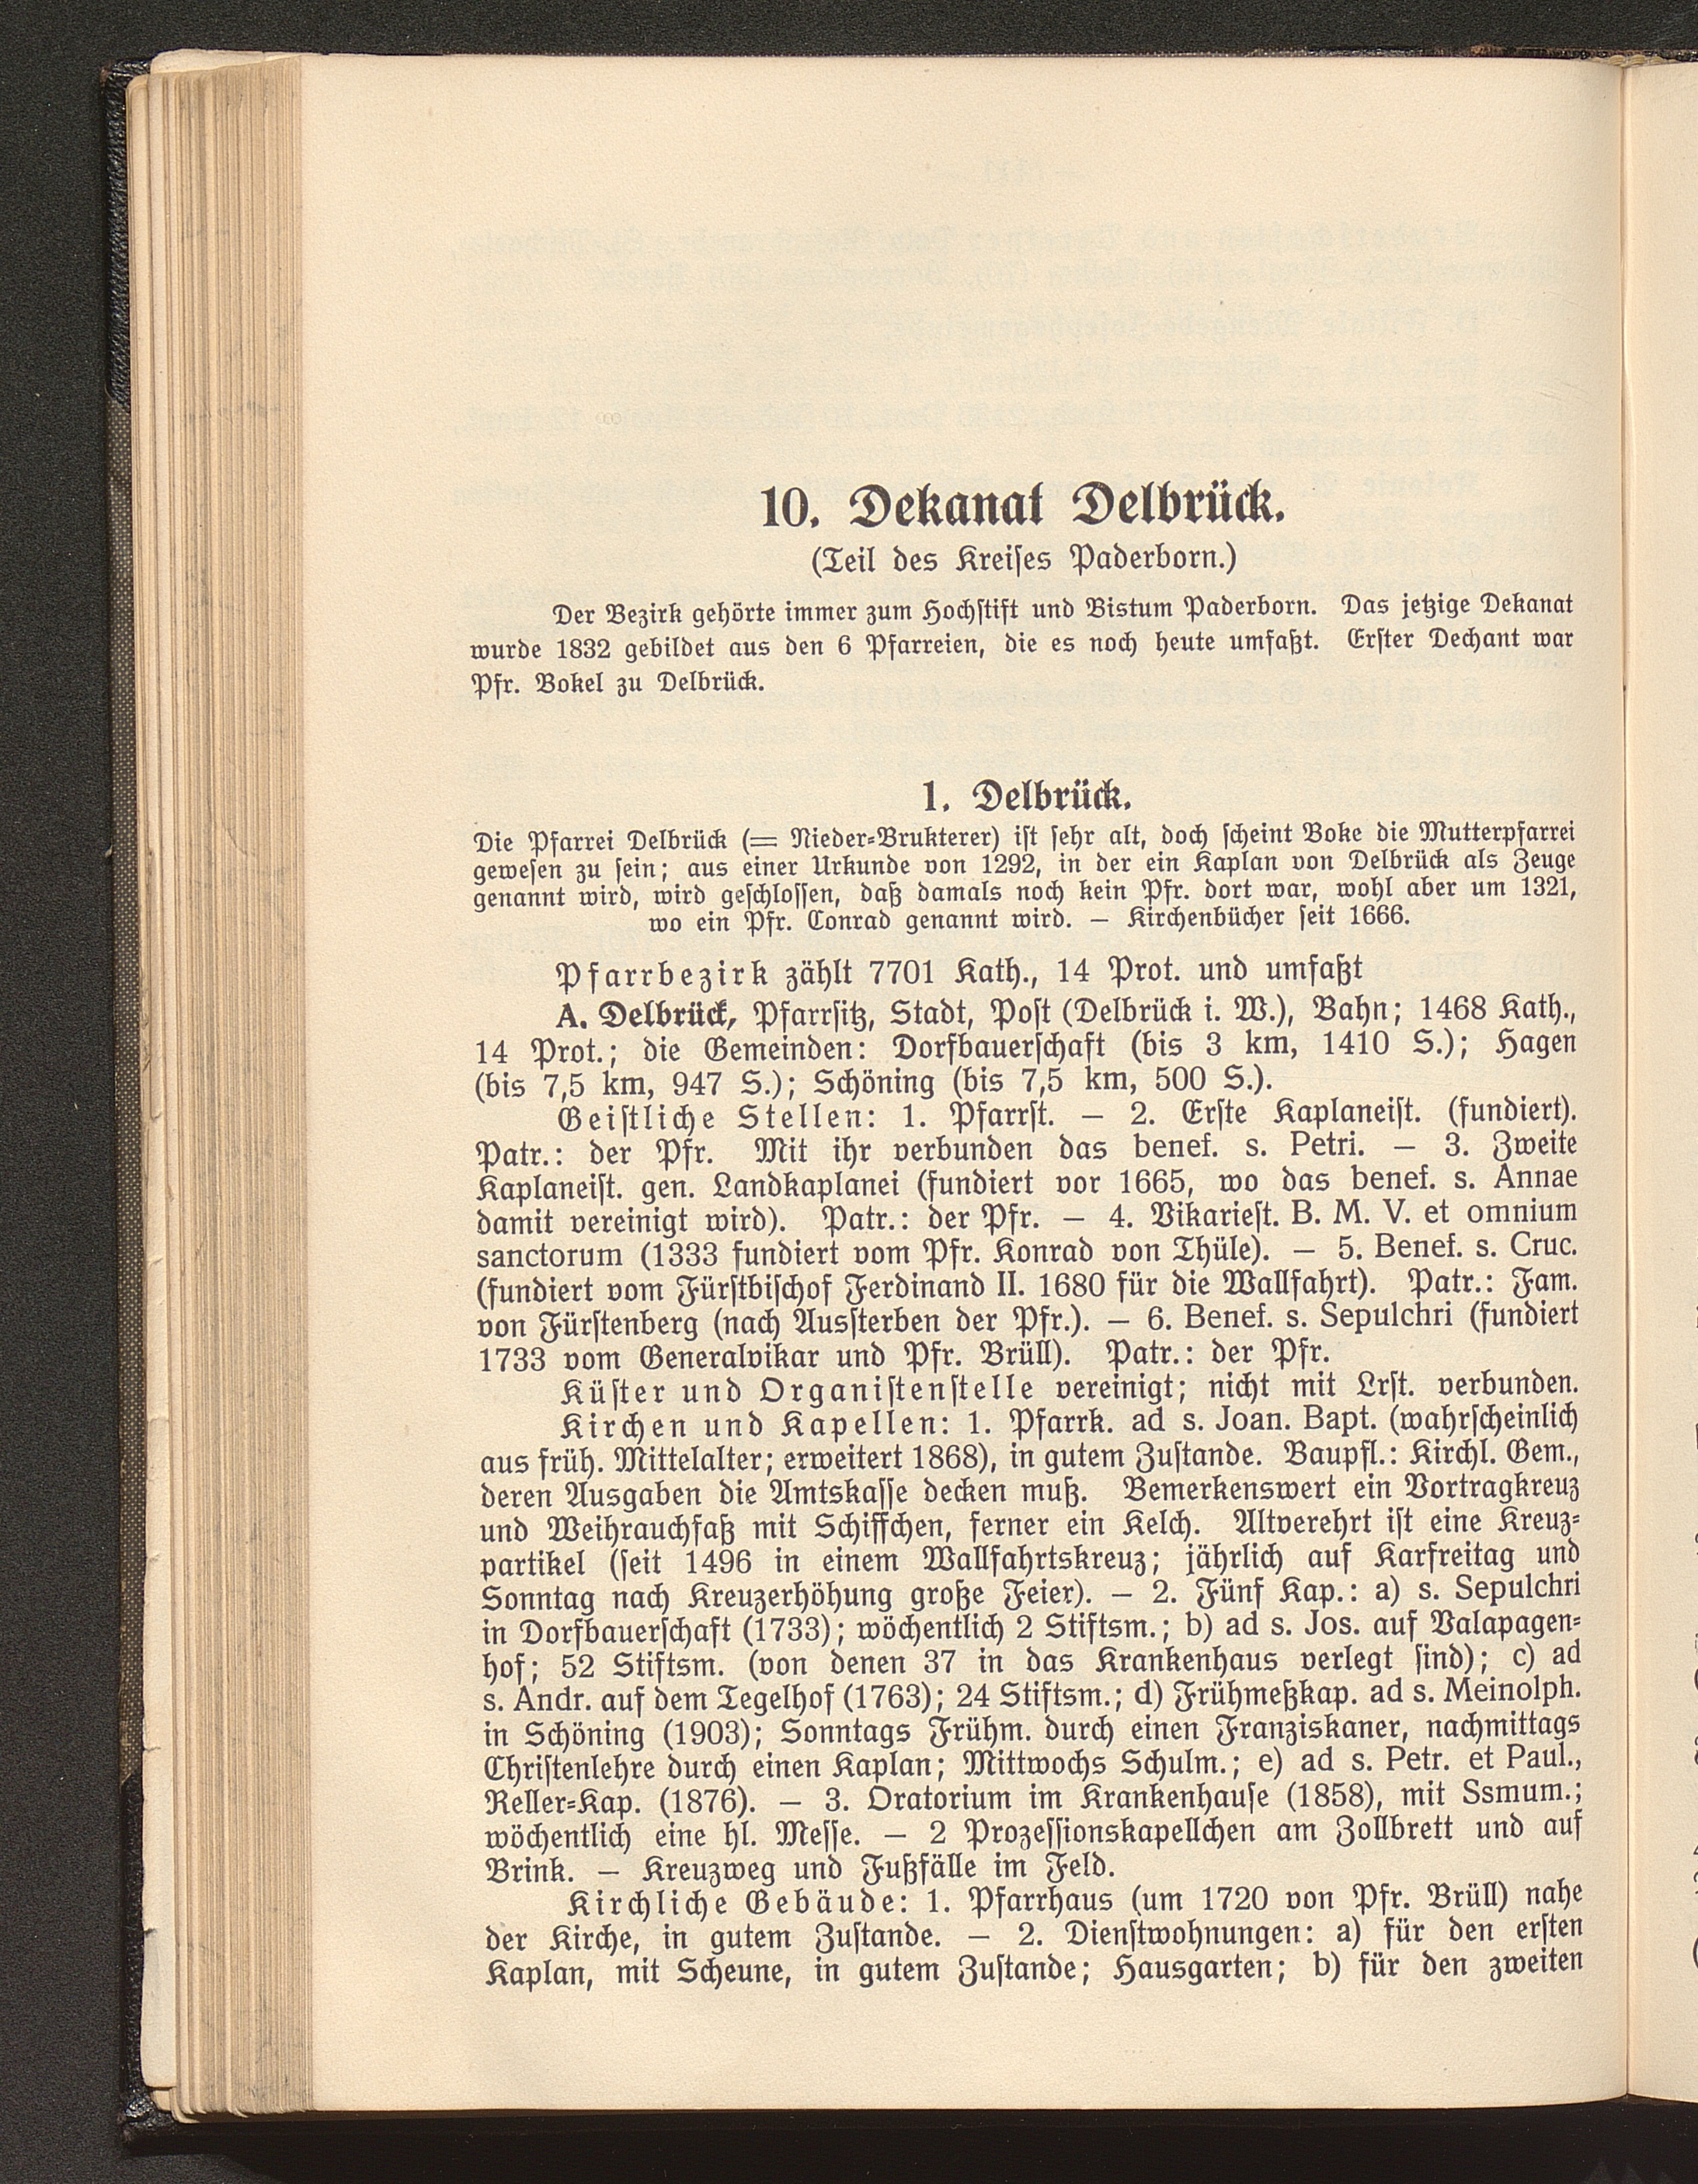 10. Dekanat Delbrück.
(Teil des Kreises Paderborn.)
Der Bezirk gehörte immer zum Hochstift und Bistum Paderborn. Das jetzige Dekanat
wurde 1832 gebildet aus den 6 Pfarreien, die es noch heute umfaßt. Erster Dechant war
Pfr. Bokel zu Delbrück.
1. Delbrück.
Die Pfarrei Delbrück (= Nieder-Brukterer) ist sehr alt, doch scheint Boke die Mutterpfarrei
gewesen zu sein; aus einer Urkunde von 1292, in der ein Kaplan von Delbrück als Zeuge
genannt wird, wird geschlossen, daß damals noch kein Pfr. dort war, wohl aber um 1321,
wo ein Pfr. Conrad genannt wird. — Kirchenbücher seit 1666.
Pfarrbezirk zählt 7701 Kath., 14 Prot. und umfaßt
A. Delbrück, Pfarrsitz, Stadt, Post (Delbrück i. W.), Bahn; 1468 Kath.,
14 Prot.; die Gemeinden: Dorfbauerschaft (bis 3 km, 1410 S.); Hagen
(bis 7,5 km, 947 S.); Schöning (bis 7,5 km, 500 S.).
Geistliche Stellen: 1. Pfarrst. — 2. Erste Kaplaneist. (fundiert).
Patr.: der Pfr. Mit ihr verbunden das benef. s. Petri. — 3. Zweite
Kaplaneist. gen. Landkaplanei (fundiert vor 1665, wo das benef. s. Annae
damit vereinigt wird). Patr.: der Pfr. — 4. Vikariest. B. M. V. et omnium
sanctorum (1333 fundiert vom Pfr. Konrad von Thüle). — 5. Benef. s. Cruc.
(fundiert vom Fürstbischof Ferdinand II. 1680 für die Wallfahrt). Patr.: Fam.
von Fürstenberg (nach Aussterben der Pfr.). — 6. Benef. s. Sepulchri (fundiert
1733 vom Generalvikar und Pfr. Brüll). Patr.: der Pfr.
Küster und Organistenstelle vereinigt; nicht mit Lrst. verbunden.
Kirchen und Kapellen: 1. Pfarrk. ad s. Joan. Bapt. (wahrscheinlich
aus früh. Mittelalter; erweitert 1868), in gutem Zustande. Baupfl.: Kirchl. Gem.,
deren Ausgaben die Amtskasse decken muß. Bemerkenswert ein Vortragkreuz
und Weihrauchfaß mit Schiffchen, ferner ein Kelch. Altverehrt ist eine Kreuz-
partikel (seit 1496 in einem Wallfahrtskreuz; jährlich auf Karfreitag und
Sonntag nach Kreuzerhöhung große Feier). — 2. Fünf Kap.: a) s. Sepulchri
in Dorfbauerschaft (1733); wöchentlich 2 Stiftsm.; b) ad s. Jos. auf Valapagen-
hof; 52 Stiftsm. (von denen 37 in das Krankenhaus verlegt sind); c) ad
s. Andr. auf dem Tegelhof (1763); 24 Stiftsm.; d) Frühmeßkap. ad s. Meinolph.
in Schöning (1903); Sonntags Frühm. durch einen Franziskaner, nachmittags
Christenlehre durch einen Kaplan; Mittwochs Schulm.; e) ad s. Petr. et Paul.,
Reller-Kap. (1876). — 3. Oratorium im Krankenhause (1858), mit Ssmum.;
wöchentlich eine hl. Messe. — 2 Prozessionskapellchen am Zollbrett und auf
Brink. — Kreuzweg und Fußfälle im Feld.
Kirchliche Gebäude: 1. Pfarrhaus (um 1720 von Pfr. Brüll) nahe
der Kirche, in gutem Zustande. — 2. Dienstwohnungen: a) für den ersten
Kaplan, mit Scheune, in gutem Zustande; Hausgarten; b) für den zweiten